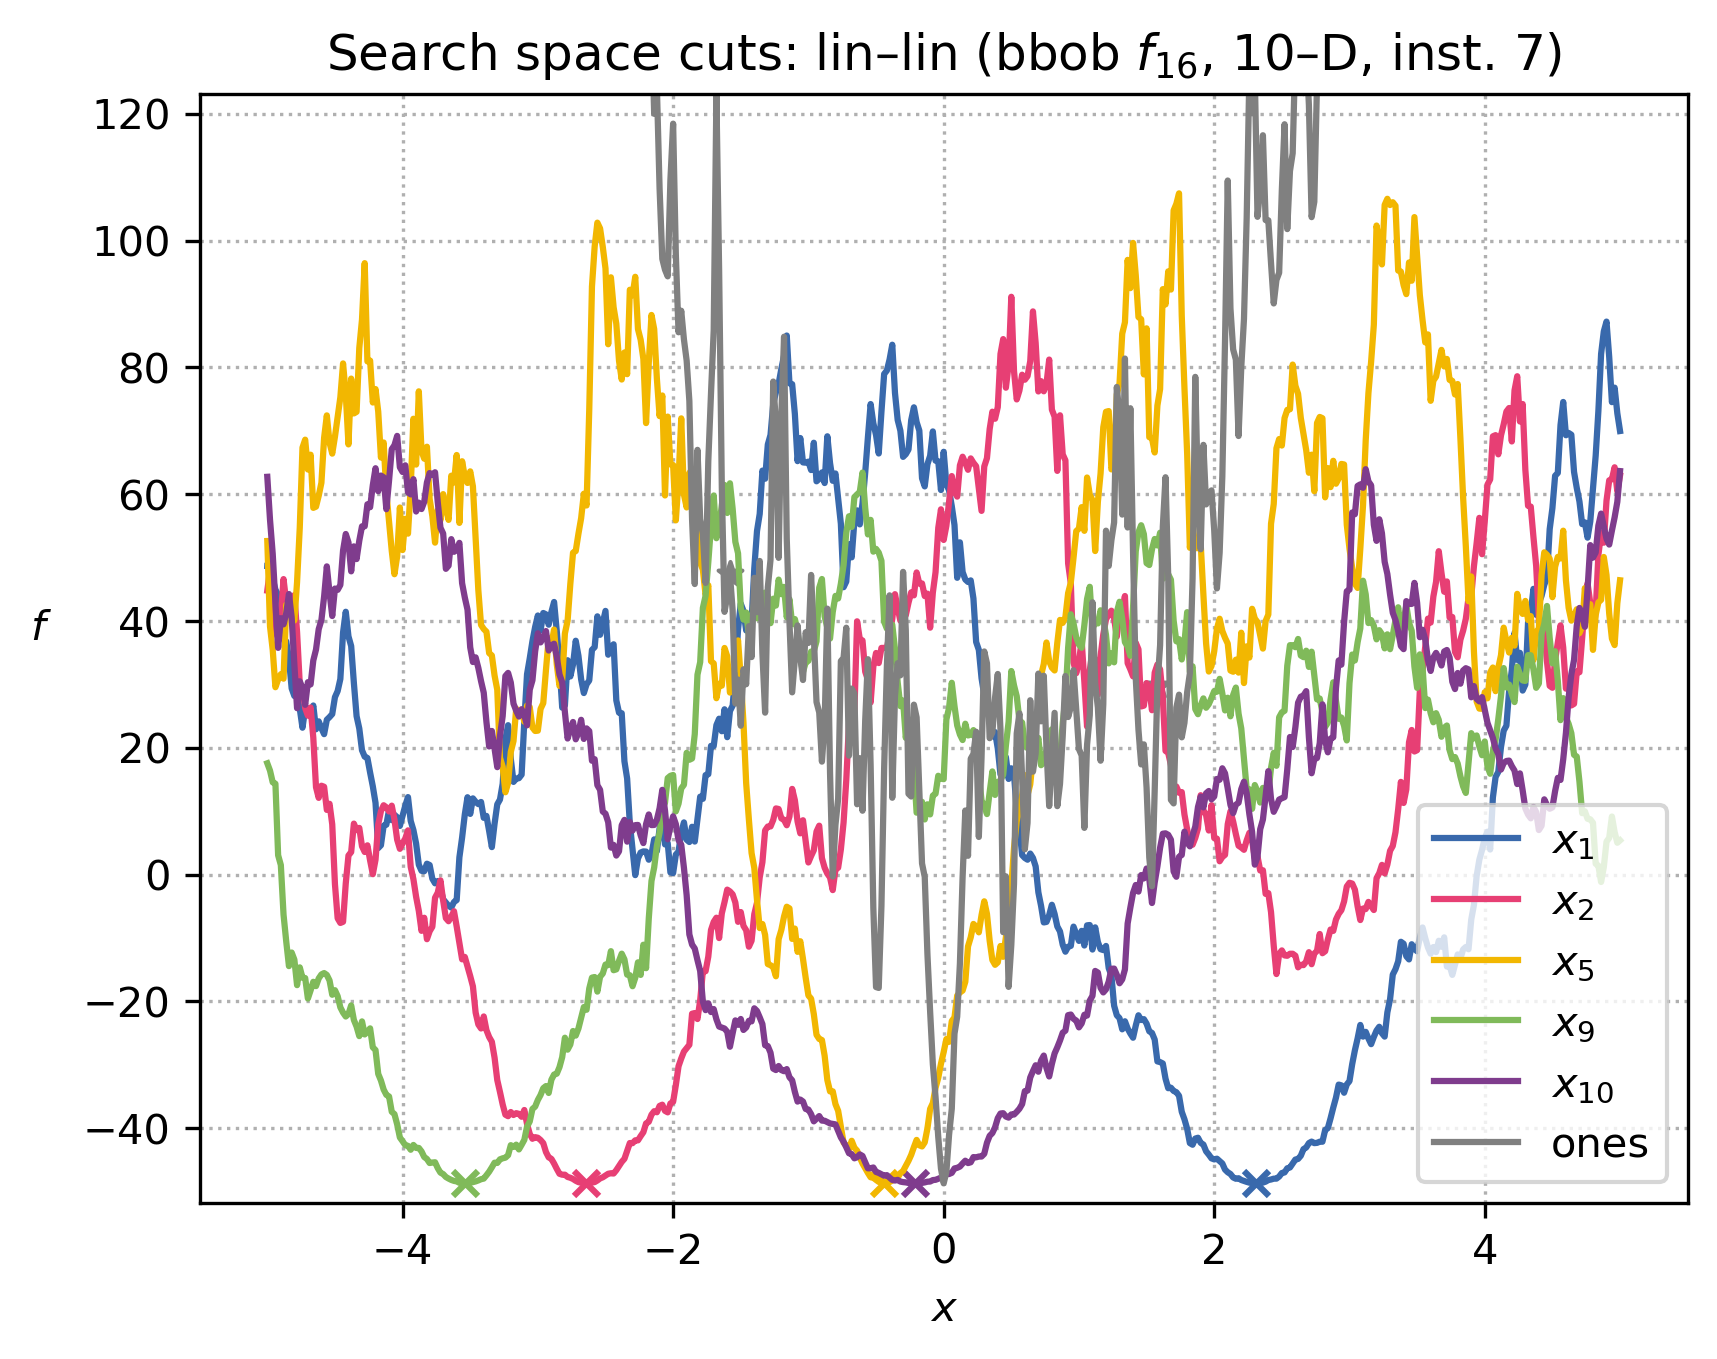 Search space cuts: lin–lin (bbob f16, 10–D, inst. 7)
120
100
80
60
40
20
0
−20
−40
f
−4
−2
0
2
4
x
x1
x2
x5
x9
x10
ones